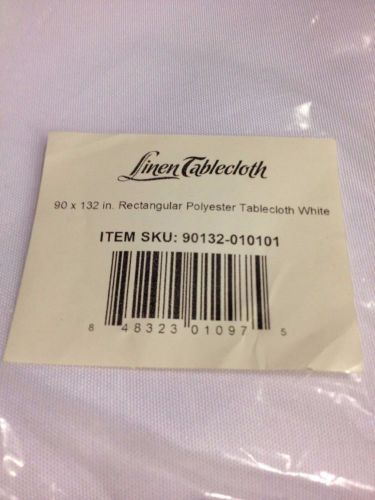 Linen Tablecloth
90 x 132 in. Rectangular Polyester Tablecloth White
ITEM SKU: 90132-010101
8 48323 01097 5